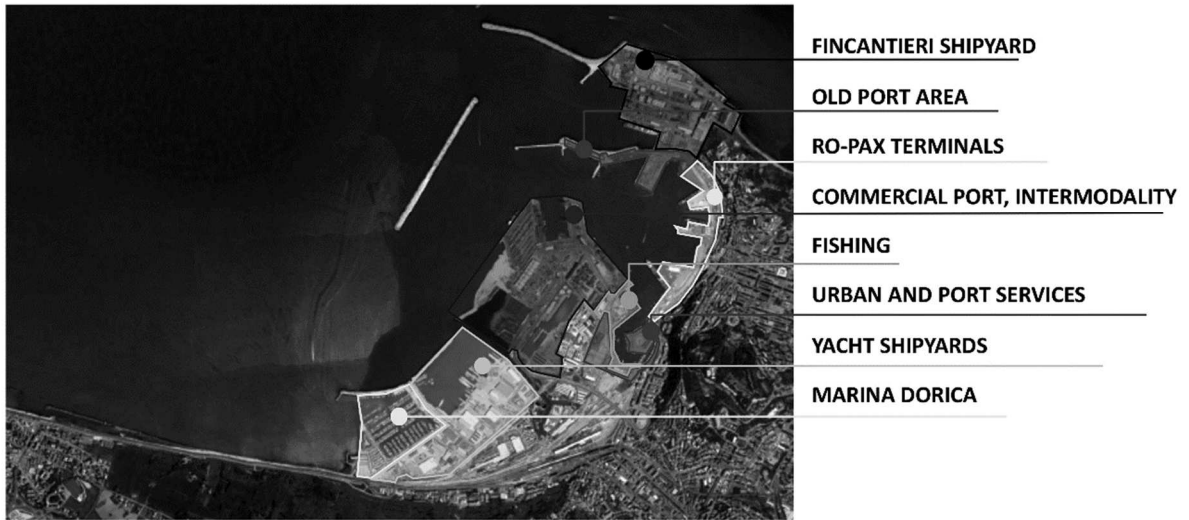 FINCANTIERI SHIPYARD
OLD PORT AREA
RO-PAX TERMINALS
COMMERCIAL PORT, INTERMODALITY
FISHING
URBAN AND PORT SERVICES
YACHT SHIPYARDS
MARINA DORICA